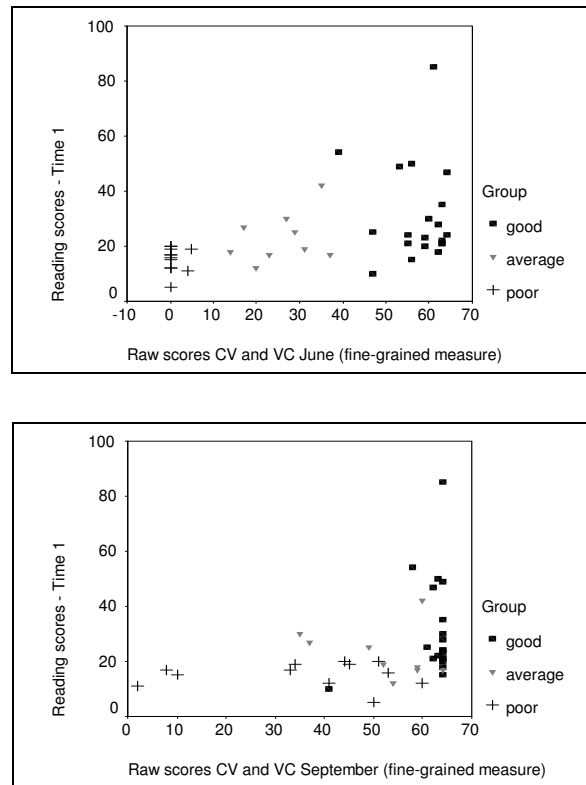 100
80
60
40
20
0
Reading scores - Time 1
-10 0 10 20 30 40 50 60 70
Raw scores CV and VC June (fine-grained measure)
Group
good
average
poor
100
80
60
40
20
0
Reading scores - Time 1
0 10 20 30 40 50 60 70
Raw scores CV and VC September (fine-grained measure)
Group
good
average
poor